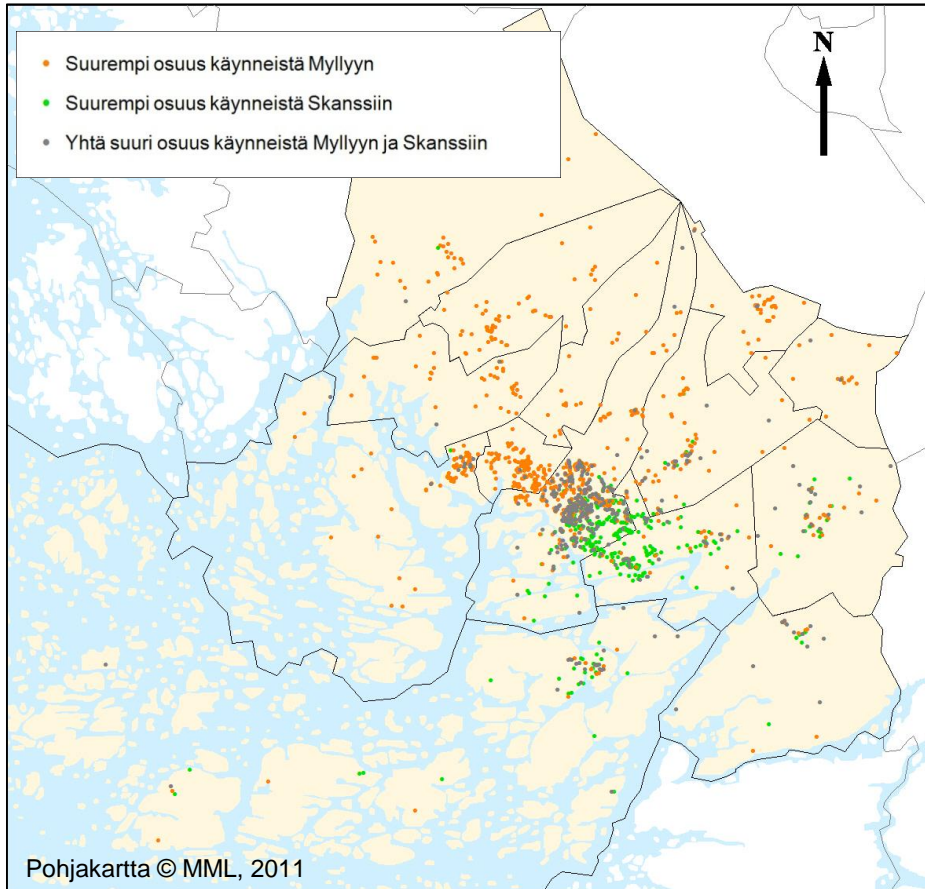 Suurempi osuus käynneistä Myllyyn
Suurempi osuus käynneistä Skanssiin
Yhtä suuri osuus käynneistä Myllyyn ja Skanssiin
N
Pohjakartta © MML, 2011